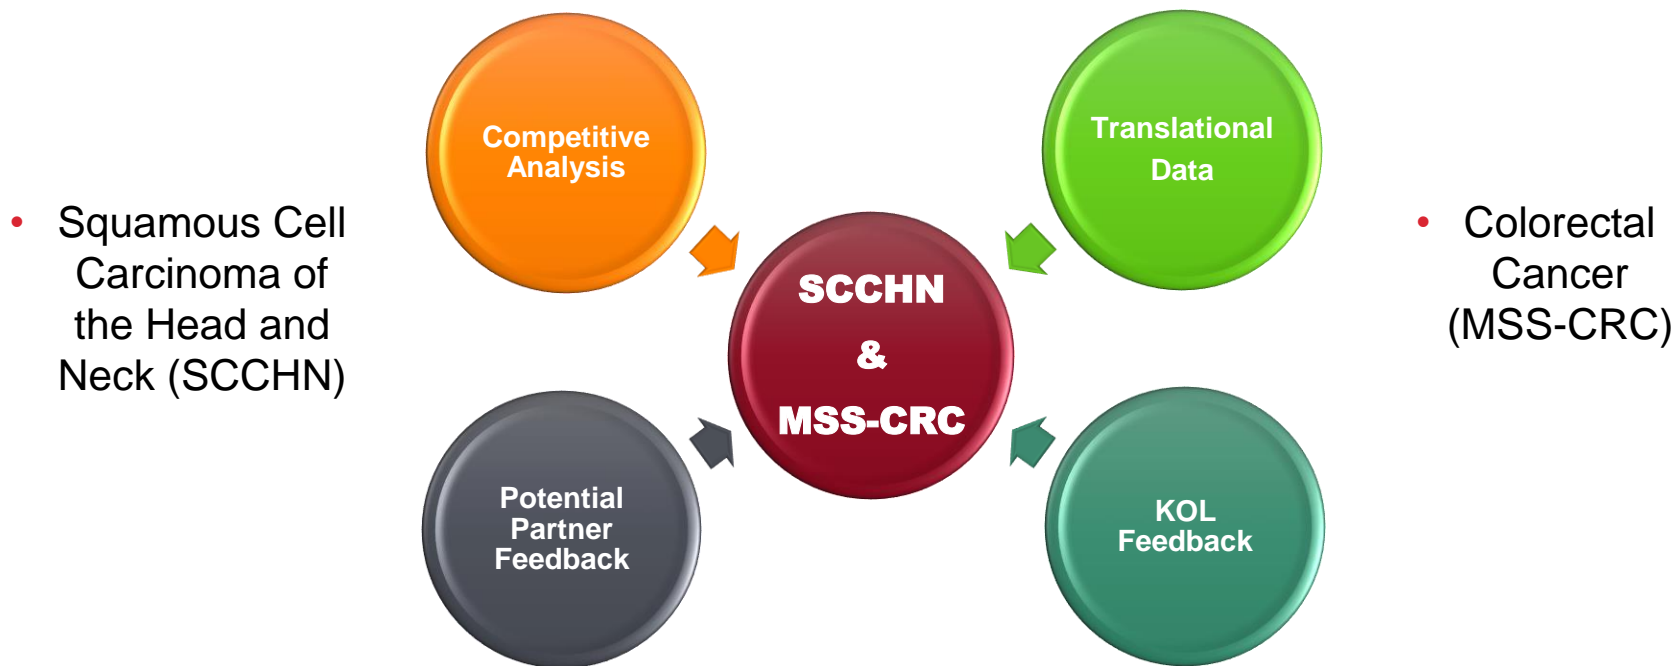 • Squamous Cell
Carcinoma of
the Head and
Neck (SCCHN)
Competitive
Analysis
Translational
Data
SCCHN
&
MSS-CRC
Potential
Partner
Feedback
KOL
Feedback
• Colorectal
Cancer
(MSS-CRC)